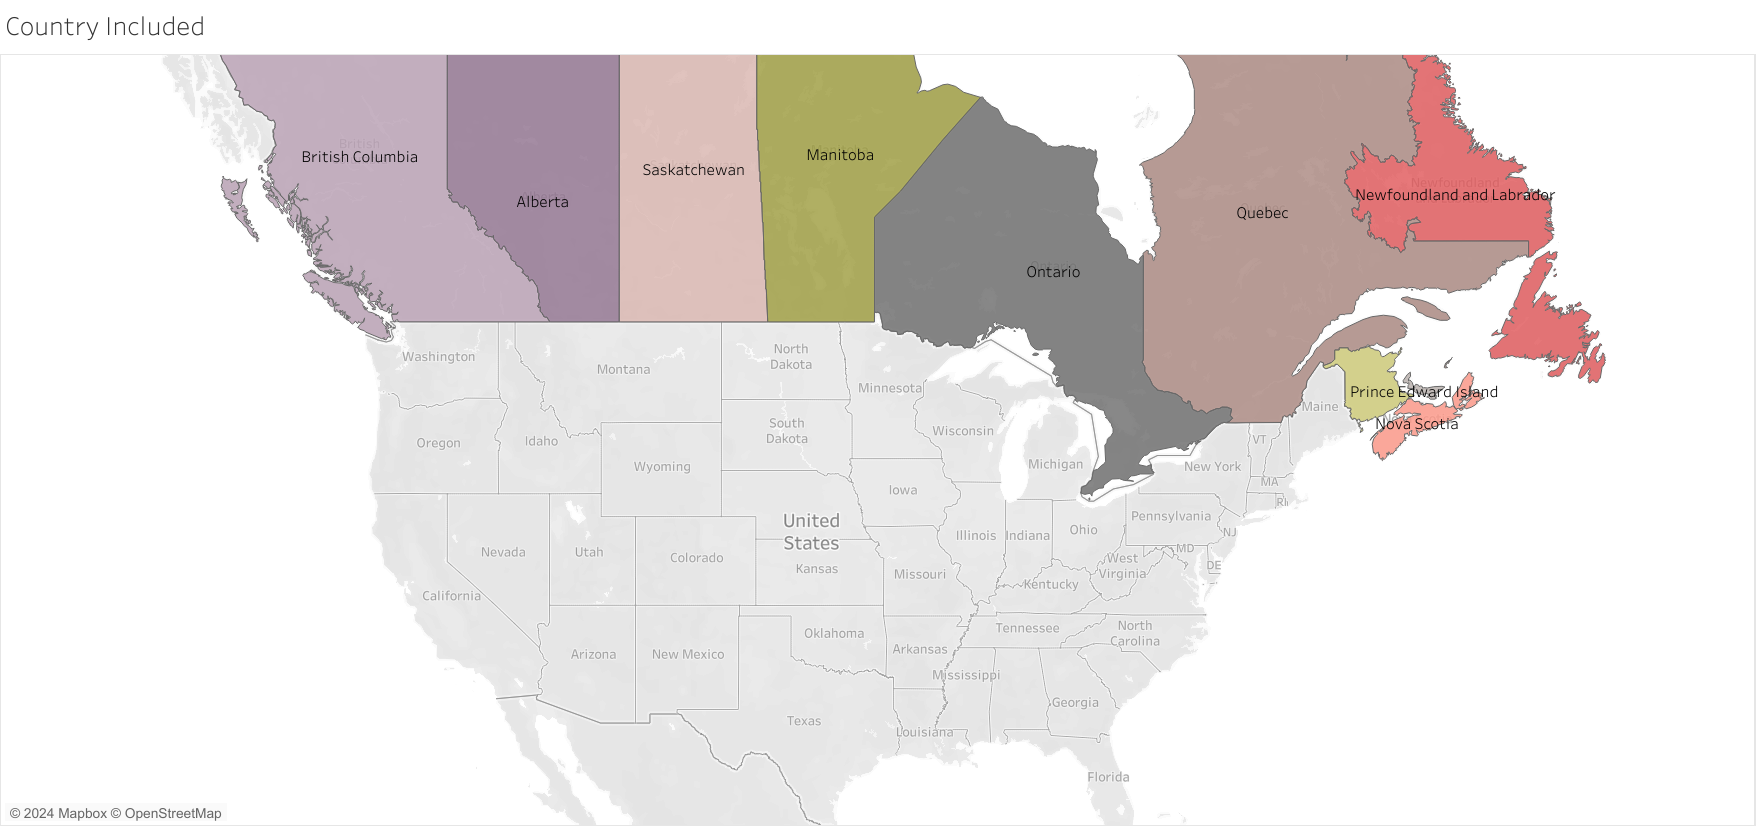 Country Included
British
British Columbia
Alberta
Saskatchewan
Manitoba
Ontario
Quebec
Newfoundland
Newfoundland and Labrador
Prince Edward Island
Nova Scotia
Washington
Montana
North
Dakota
Minnesota
Maine
Oregon
Idaho
South
Dakota
Wisconsin
Wyoming
Michigan
VT
New York
MA
RI
Iowa
Pennsylvania
United
States
Nevada
Utah
Colorado
Kansas
Illinois
Indiana
Ohio
NJ
MD
West
Virginia
DE
California
Missouri
Kentucky
Oklahoma
Tennessee
North
Carolina
Arizona
New Mexico
Arkansas
Mississippi
Georgia
Texas
Louisiana
Florida
© 2024 Mapbox © OpenStreetMap